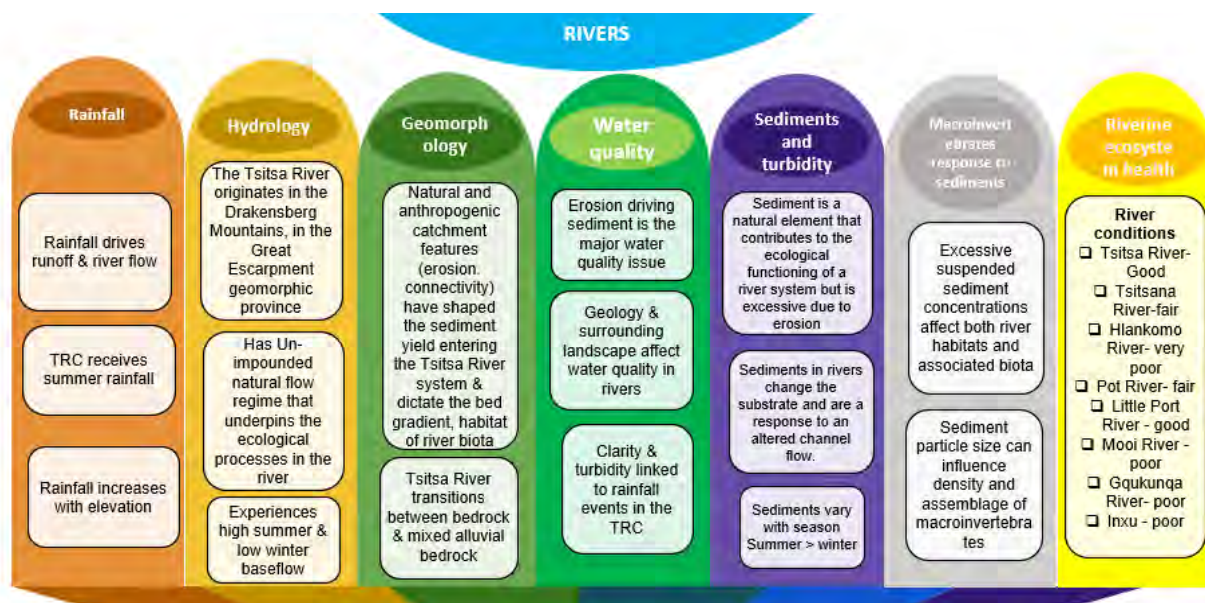 RIVERS
Rainfall
Rainfall drives
runoff & river flow
TRC receives
summer rainfall
Rainfall increases
with elevation
Hydrology
The Tsitsa River
originates in the
Drakensberg
Mountains, in the
Great
Escarpment
geomorphic
province
Has Un-
impounded
natural flow
regime that
underpins the
ecological
processes in the
river
Experiences
high summer &
low winter
baseflow
Geomorph
ology
Natural and
anthropogenic
catchment
features
(erosion.
connectivity)
have shaped
the sediment
yield entering
the Tsitsa River
system &
dictate the bed
gradient, habitat
of river biota
Tsitsa River
transitions
between bedrock
& mixed alluvial
bedrock
Water
quality
Erosion driving
sediment is the
major water
quality issue
Geology &
surrounding
landscape affect
water quality in
rivers
Clarity &
turbidity linked
to rainfall
events in the
TRC
Sediments
and
turbidity
Sediment is a
natural element that
contributes to the
ecological
functioning of a
river system but is
excessive due to
erosion
Sediments in rivers
change the
substrate and are a
response to an
altered channel
flow.
Sediments vary
with season
Summer > winter
Macroinvert
ebrates
response to
sediments
Excessive
suspended
sediment
concentrations
affect both river
habitats and
associated biota
Sediment
particle size can
influence
density and
assemblage of
macroinvertebra
tes
Riverine
ecosyste
m health
River
conditions
❑ Tsitsa River-
Good
❑ Tsitsana
River-fair
❑ Hlankomo
River- very
poor
❑ Pot River- fair
❑ Little Port
River - good
❑ Mooi River -
poor
❑ Gqukunqa
River- poor
❑ Inxu - poor